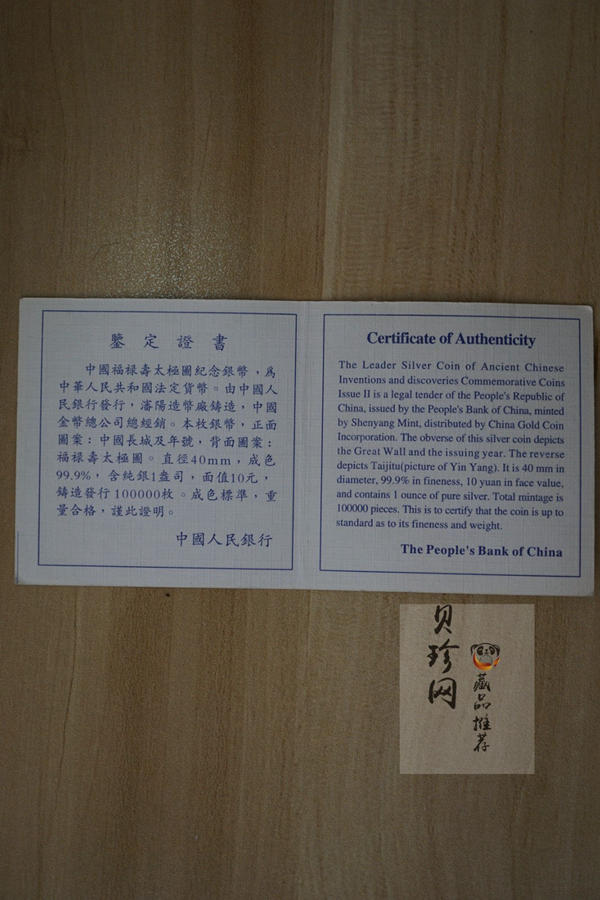 鑒定證書
中國福禄壽太極圖紀念銀幣，爲
中華人民共和國法定貨幣。由中國人
民銀行發行，瀋陽造幣廠鑄造，中國
金幣總公司總經銷。本枚銀幣，正面
圖案：中國長城及年號，背面圖案：
福禄壽太極圖。直徑40mm，成色
99.9%，含純銀1盎司，面值10元，
鑄造發行100000枚。成色標準，重
量合格，謹此證明。
中國人民銀行
Certificate of Authenticity
The Leader Silver Coin of Ancient Chinese
Inventions and discoveries Commemorative Coins
Issue II is a legal tender of the People's Republic of
China, issued by the People's Bank of China, minted
by Shenyang Mint, distributed by China Gold Coin
Incorporation. The obverse of this silver coin depicts
the Great Wall and the issuing year. The reverse
depicts Taijitu(picture of Yin Yang). It is 40 mm in
diameter, 99.9% in fineness, 10 yuan in face value,
and contains 1 ounce of pure silver. Total mintage is
100000 pieces. This is to certify that the coin is up to
standard as to its fineness and weight.
The People's Bank of China
贝珍网
藏品推荐